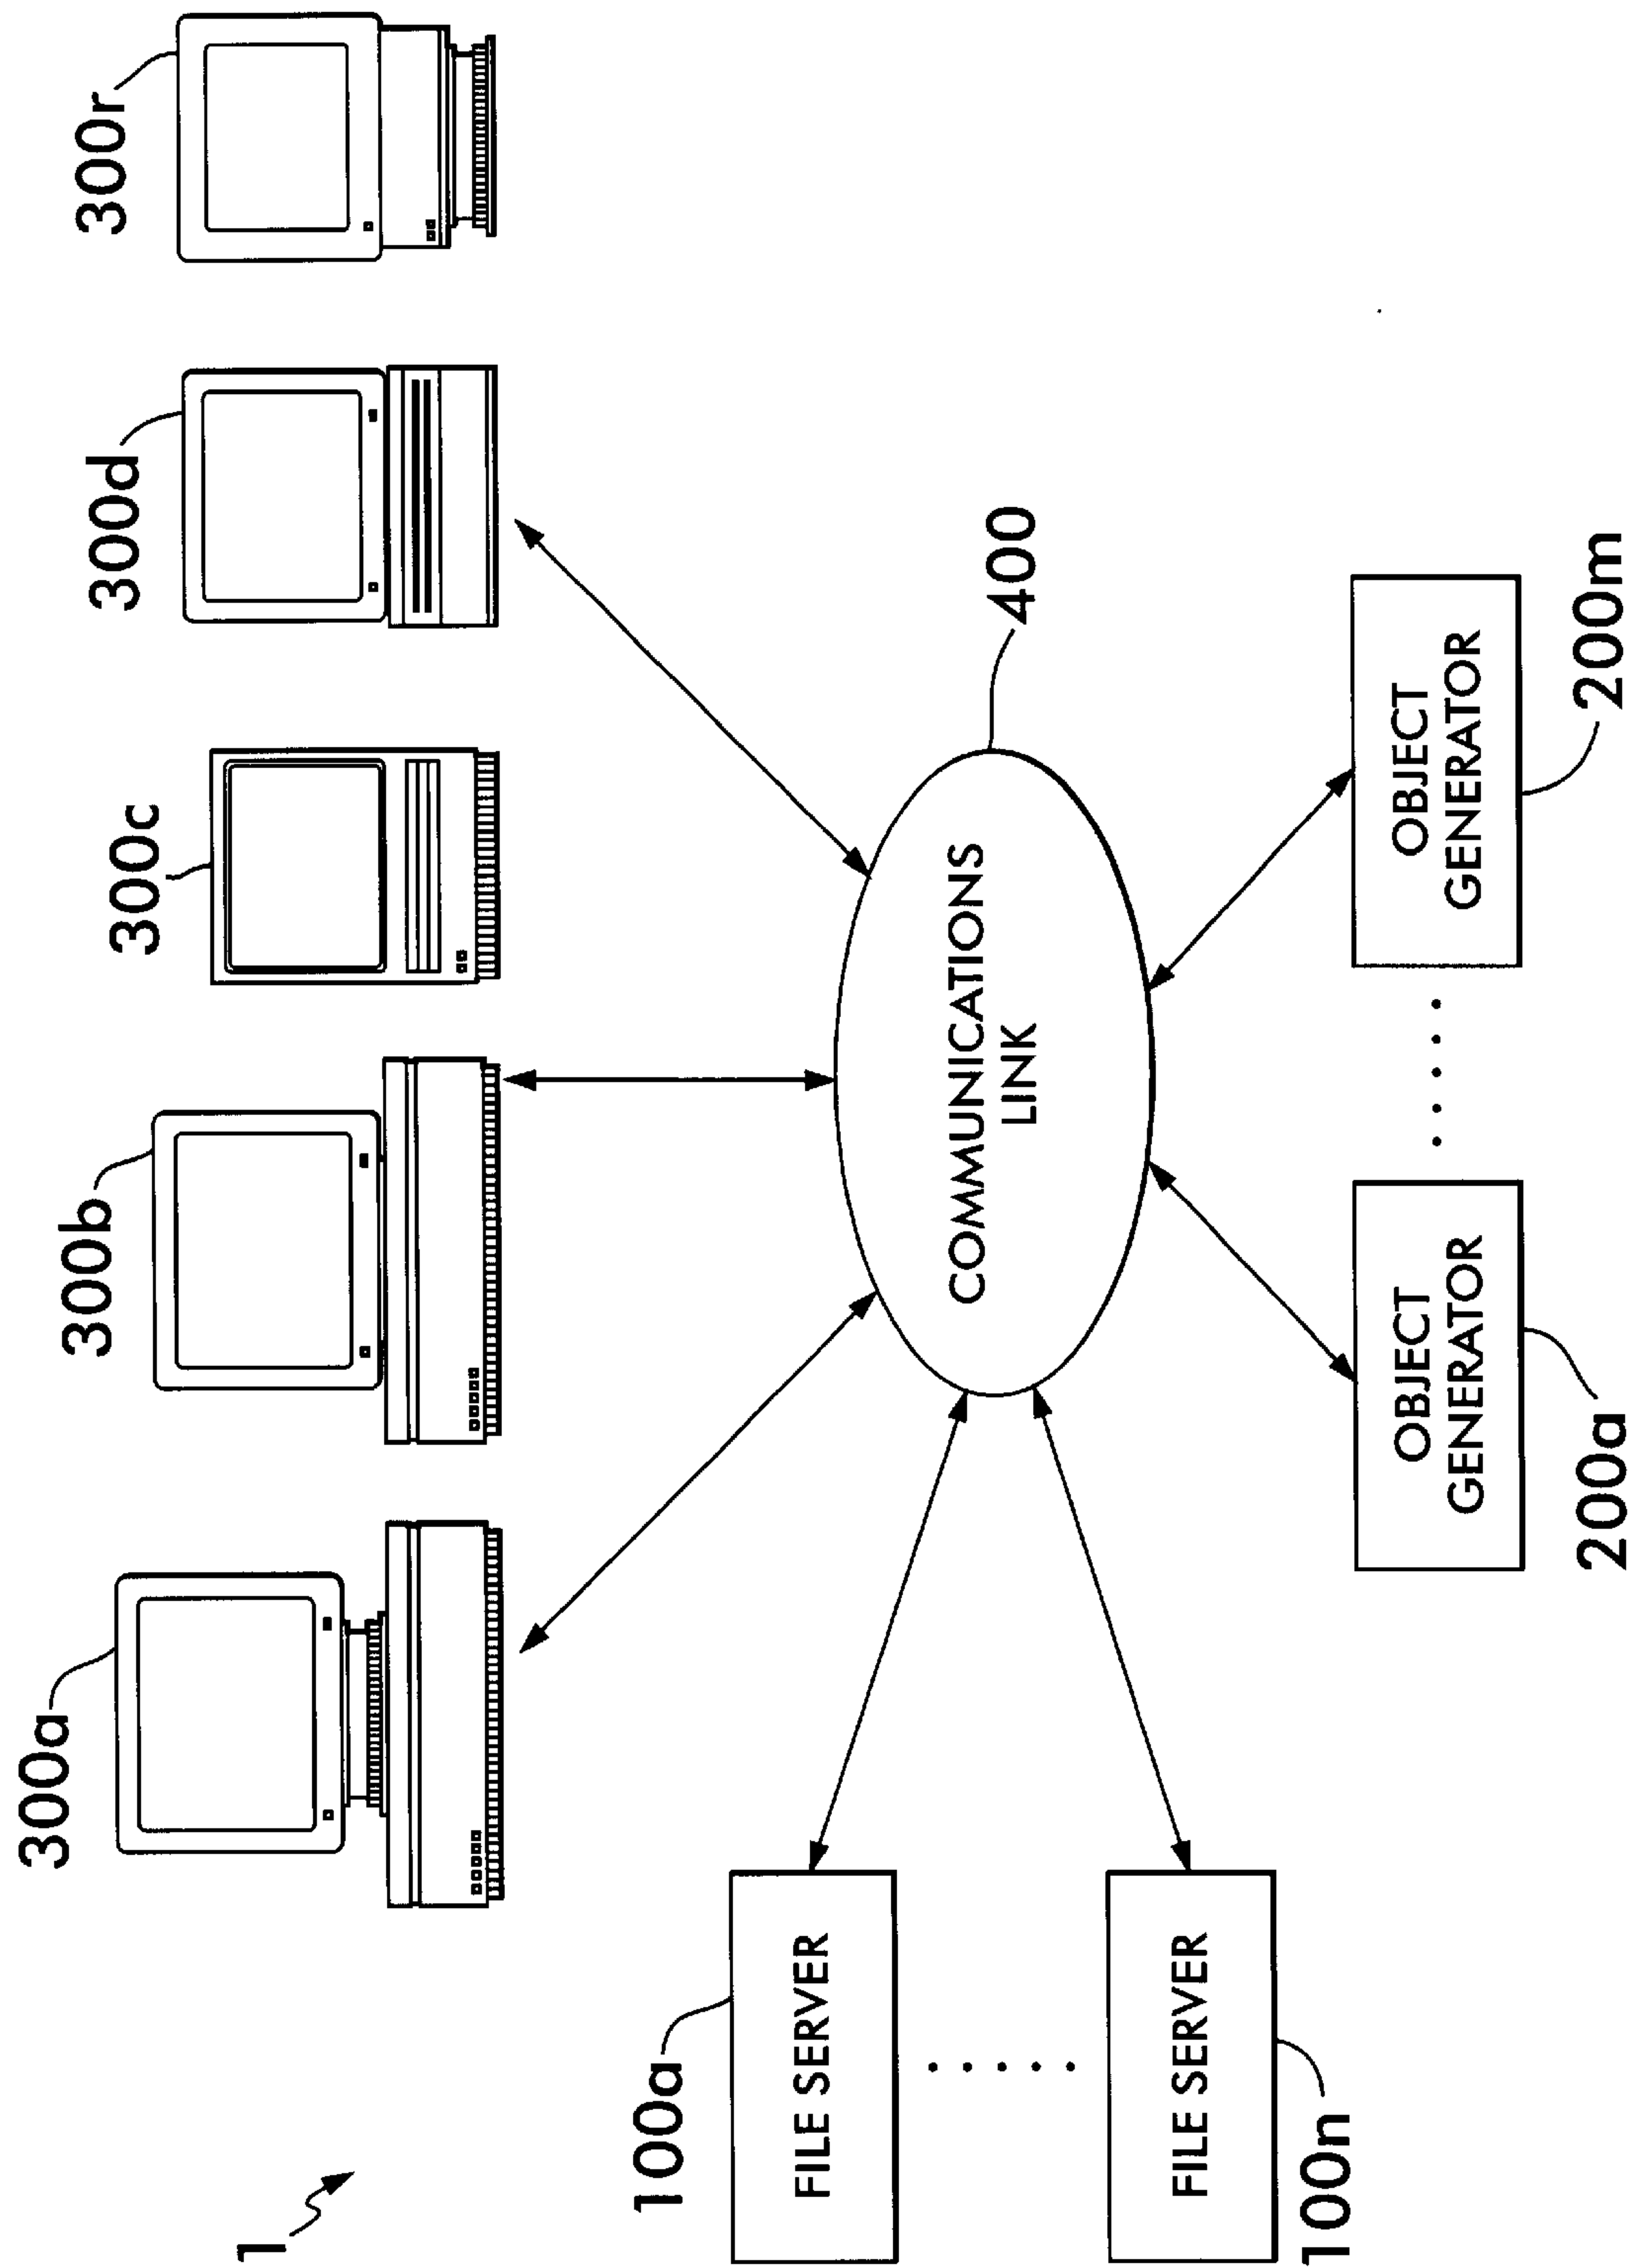 300a
300b
300c
300d
300r
1
100a
FILE SERVER
.....
FILE SERVER
100n
COMMUNICATIONS
LINK
400
OBJECT
GENERATOR
200a
.....
OBJECT
GENERATOR
200m